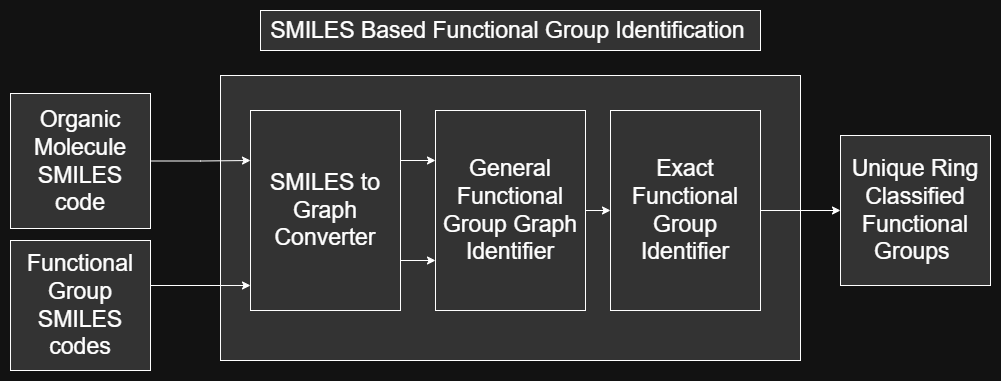 SMILES Based Functional Group Identification
Organic
Molecule
SMILES
code
Functional
Group
SMILES
codes
SMILES to
Graph
Converter
General
Functional
Group Graph
Identifier
Exact
Functional
Group
Identifier
Unique Ring
Classified
Functional
Groups